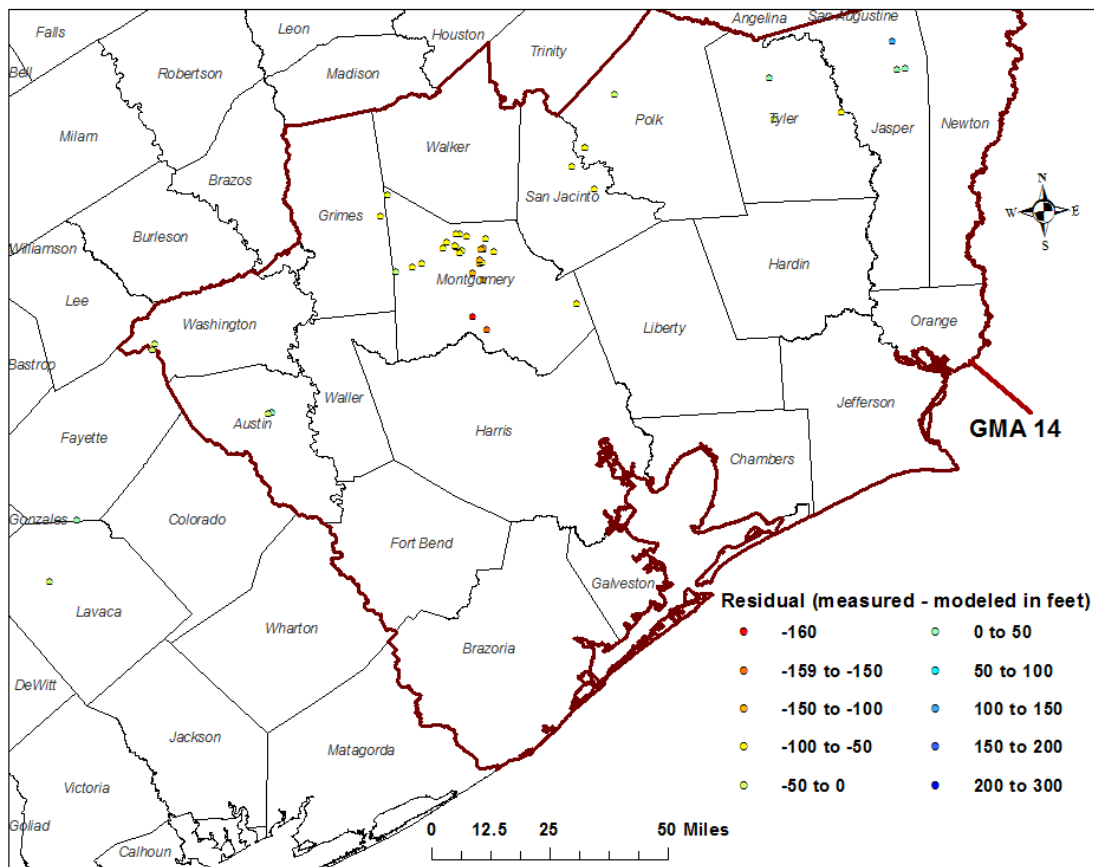 Falls
Leon
Houston
Angelina
San Augustine
Bell
Robertson
Madison
Trinity
Milam
Walker
Polk
Tyler
Jasper
Newton
Brazos
San Jacinto
Grimes
N
W E
S
Williamson
Burleson
Hardin
Lee
Montgomery
Washington
Liberty
Orange
Bastrop
Waller
Jefferson
Austin
Harris
GMA 14
Fayette
Chambers
Gonzales
Colorado
Fort Bend
Galveston
Lavaca
Residual (measured - modeled in feet)
Wharton
-160 0 to 50
Brazoria
-159 to -150 50 to 100
DeWitt
-150 to -100 100 to 150
Jackson
Matagorda
-100 to -50 150 to 200
Victoria
-50 to 0 200 to 300
Goliad
0 12.5 25 50 Miles
Calhoun